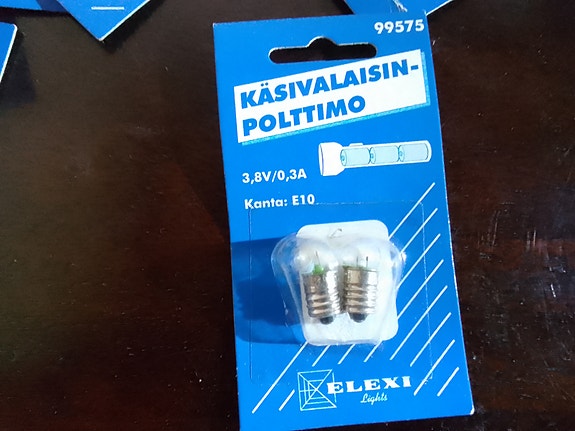 99575
KÄSIVALAISIN-
POLTTIMO
3,8V/0,3A
Kanta: E10
ELEXI
Lights